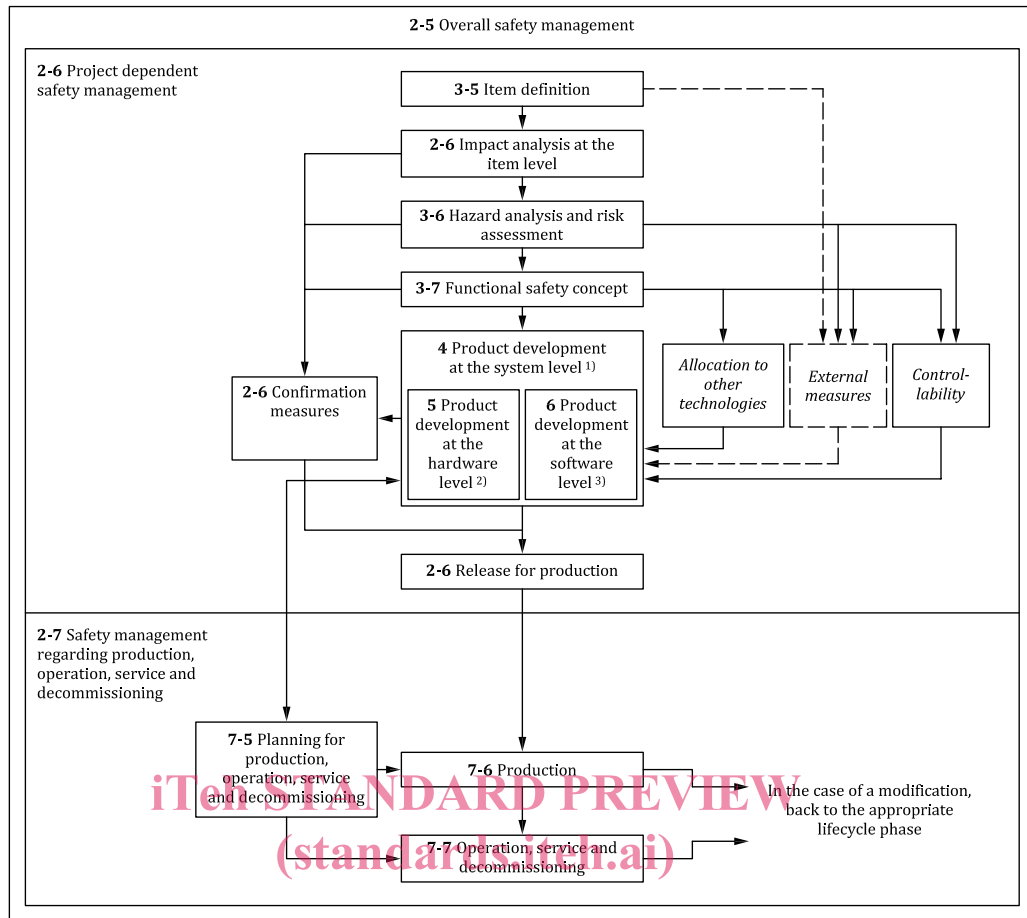 2-5 Overall safety management
2-6 Project dependent
safety management
3-5 Item definition
2-6 Impact analysis at the
item level
3-6 Hazard analysis and risk
assessment
3-7 Functional safety concept
4 Product development
at the system level 1)
5 Product
development
at the
hardware
level 2)
6 Product
development
at the
software
level 3)
2-6 Confirmation
measures
Allocation to
other
technologies
External
measures
Control-
lability
2-6 Release for production
2-7 Safety management
regarding production,
operation, service and
decommissioning
7-5 Planning for
production,
operation, service
and decommissioning
7-6 Production
7-7 Operation, service and
decommissioning
In the case of a modification,
back to the appropriate
lifecycle phase
iTeh STANDARD PREVIEW
(standards.iteh.ai)